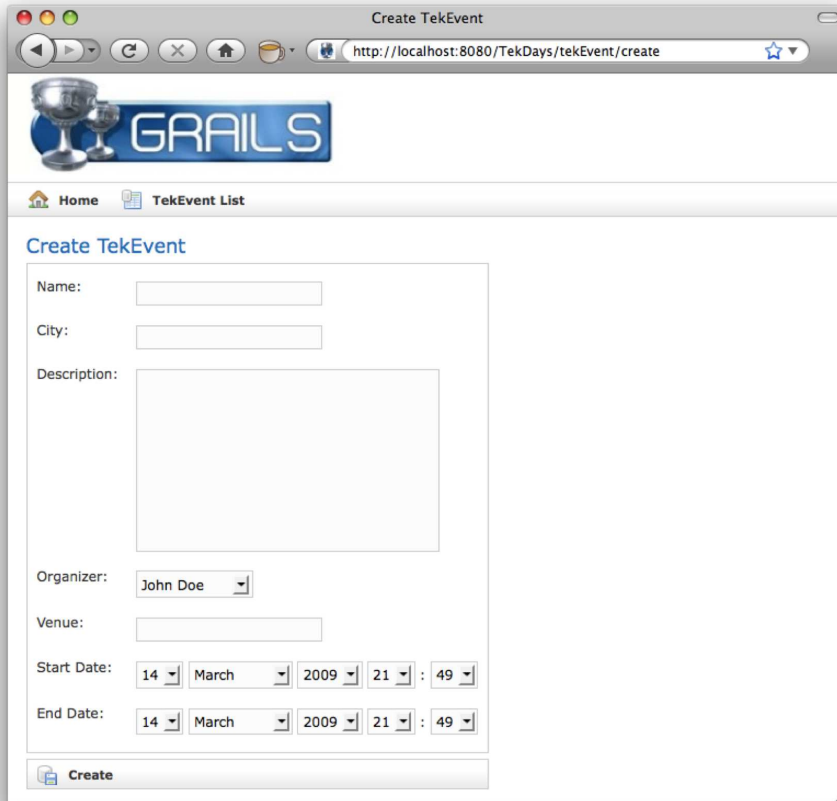 Create TekEvent
http://localhost:8080/TekDays/tekEvent/create
GRAILS
Home TekEvent List
Create TekEvent
Name:
City:
Description:
Organizer: John Doe
Venue:
Start Date: 14 March 2009 21 : 49
End Date: 14 March 2009 21 : 49
Create